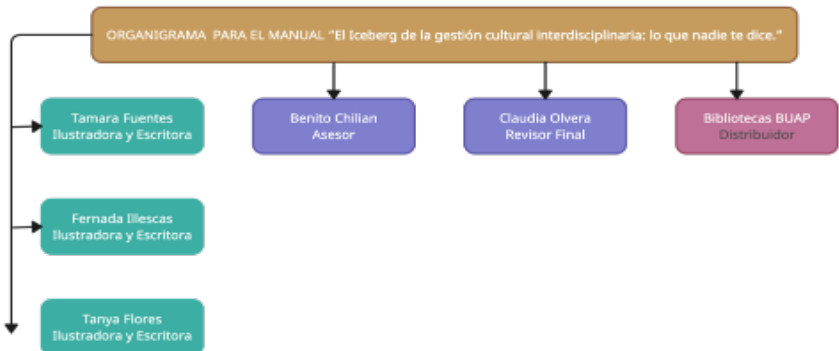 ORGANIGRAMA PARA EL MANUAL "El Iceberg de la gestión cultural interdisciplinaria: lo que nadie te dice."
Tamara Fuentes
Ilustradora y Escritora
Benito Chilian
Asesor
Claudia Olvera
Revisor Final
Bibliotecas BUAP
Distribuidor
Fernada Illescas
Ilustradora y Escritora
Tanya Flores
Ilustradora y Escritora